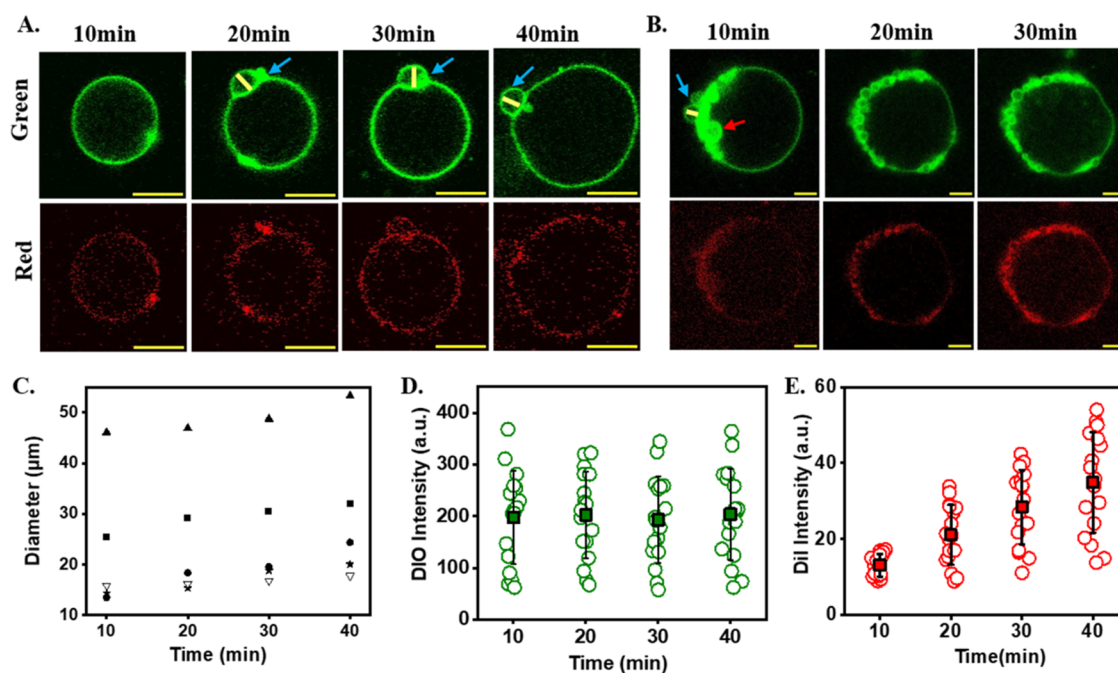 A.
10min 20min 30min 40min
Green
Red
B.
10min 20min 30min
C.
Diameter (µm)
50
40
30
20
10
10 20 30 40
Time (min)
D.
DIO Intensity (a.u.)
400
300
200
100
0
10 20 30 40
Time (min)
E.
DiI Intensity (a.u.)
60
40
20
0
10 20 30 40
Time(min)